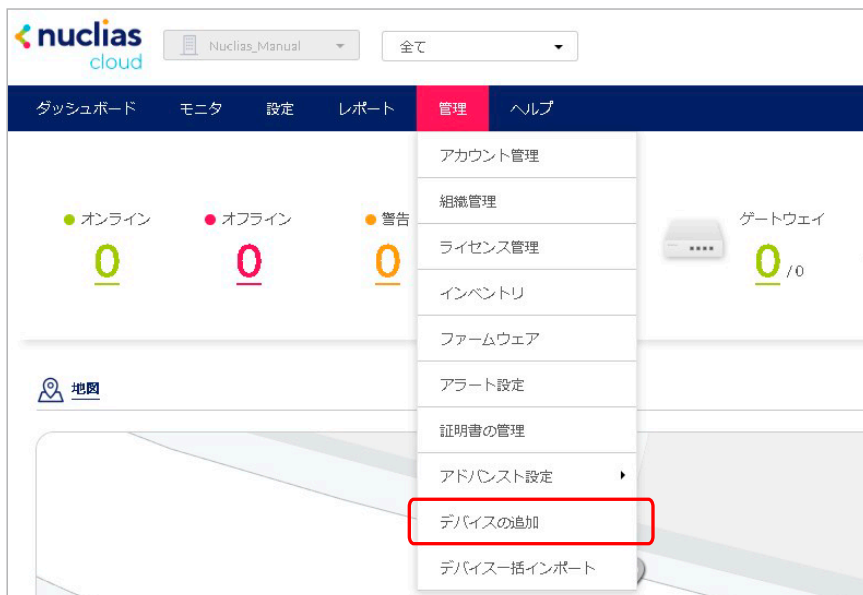 nuclias
cloud
Nuclias_Manual
全て
ダッシュボード モニタ 設定 レポート 管理 ヘルプ
アカウント管理
組織管理
ライセンス管理
インベントリ
ファームウェア
アラート設定
証明書の管理
アドバンスト設定
デバイスの追加
デバイス一括インポート
オンライン
0
オフライン
0
警告
0
ゲートウェイ
0 /0
地図